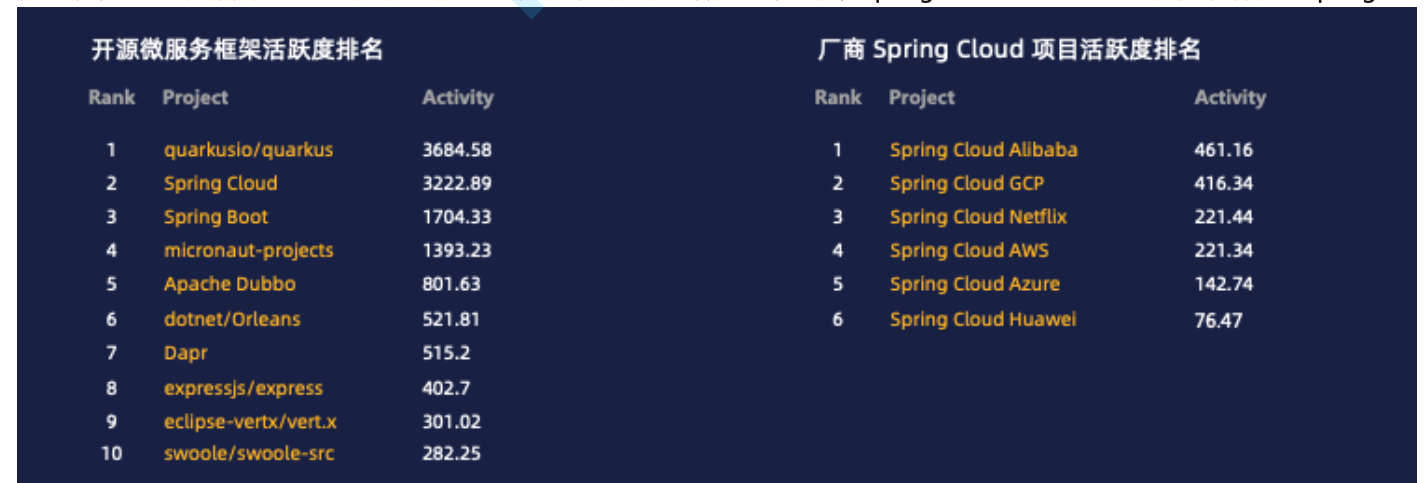 开源微服务框架活跃度排名
Rank Project Activity
1 quarkusio/quarkus 3684.58
2 Spring Cloud 3222.89
3 Spring Boot 1704.33
4 micronaut-projects 1393.23
5 Apache Dubbo 801.63
6 dotnet/Orleans 521.81
7 Dapr 515.2
8 expressjs/express 402.7
9 eclipse-vertx/vert.x 301.02
10 swoole/swoole-src 282.25
厂商 Spring Cloud 项目活跃度排名
Rank Project Activity
1 Spring Cloud Alibaba 461.16
2 Spring Cloud GCP 416.34
3 Spring Cloud Netflix 221.44
4 Spring Cloud AWS 221.34
5 Spring Cloud Azure 142.74
6 Spring Cloud Huawei 76.47